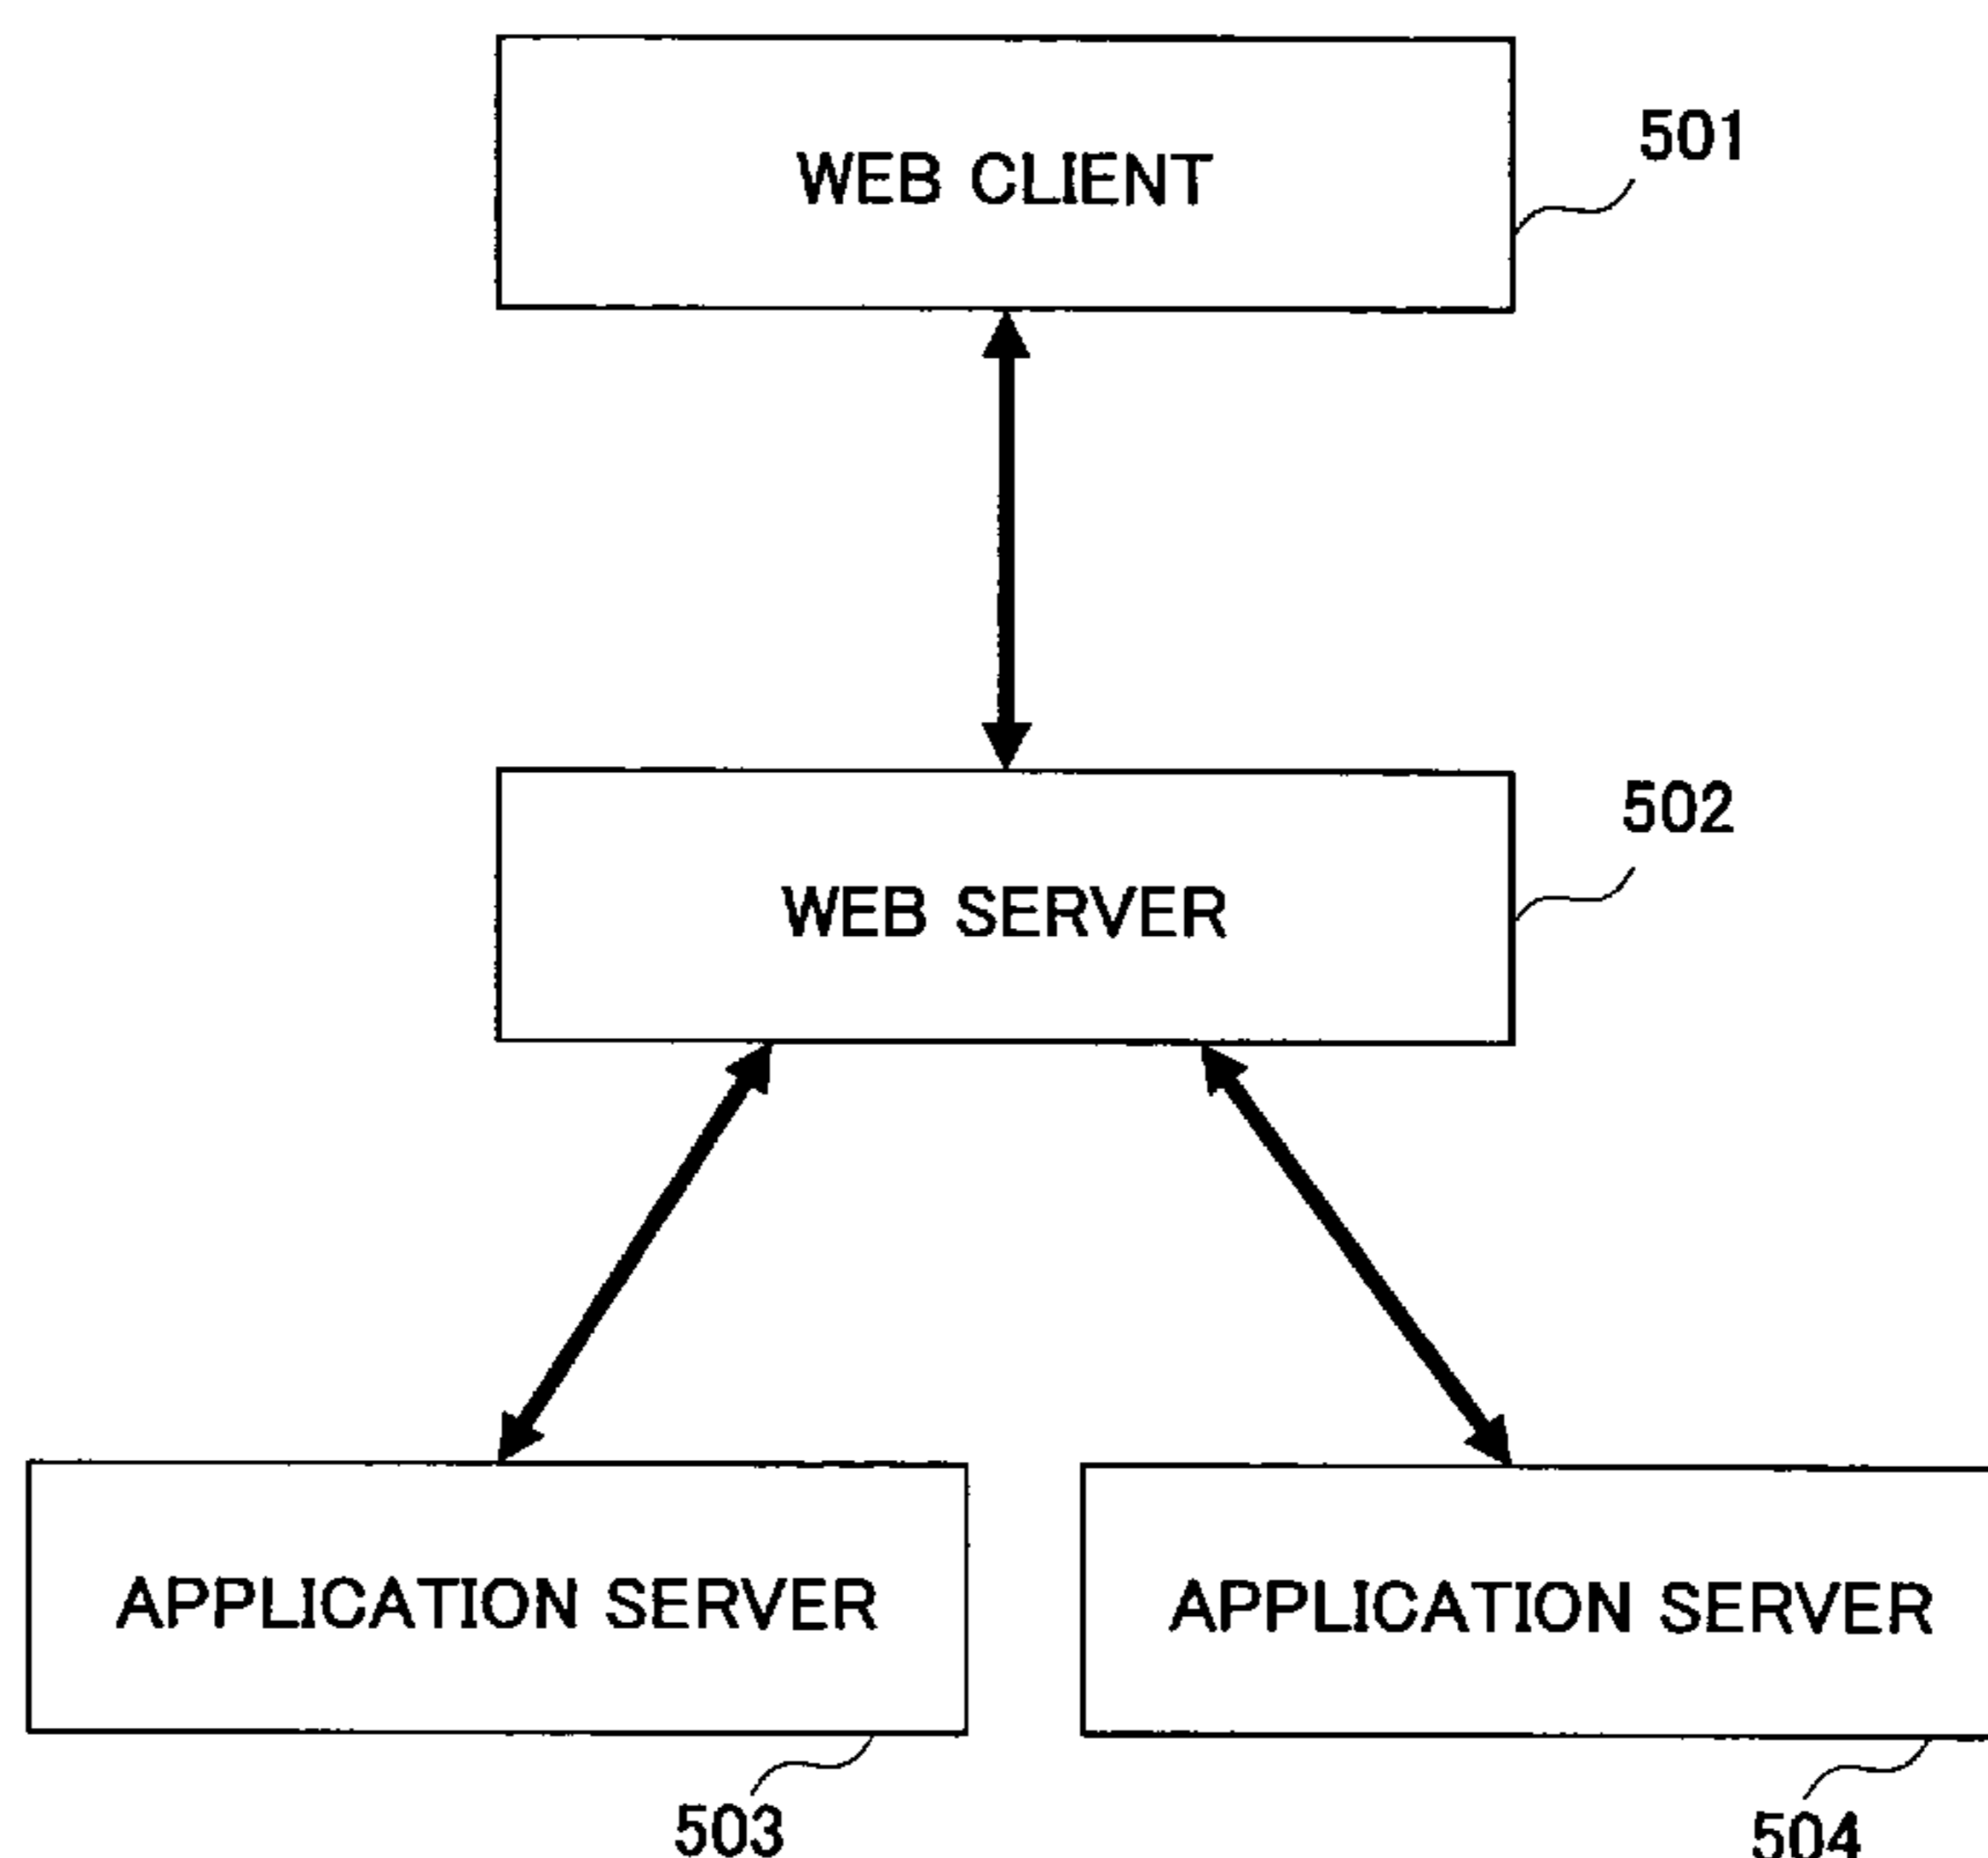 WEB CLIENT
501
WEB SERVER
502
APPLICATION SERVER
APPLICATION SERVER
503
504